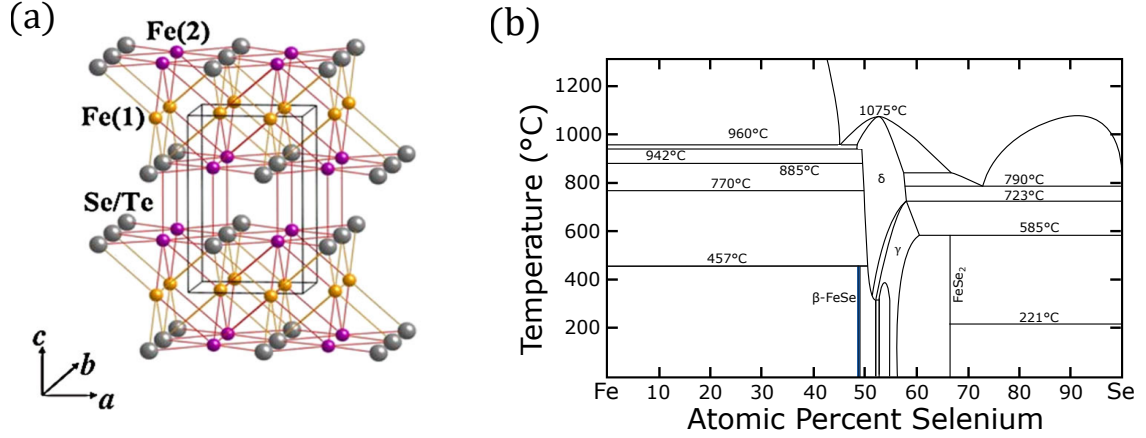 (a)
Fe(2)
Fe(1)
Se/Te
c
b
a
(b)
Temperature (°C)
1200
1000
800
600
400
200
1075°C
960°C
942°C
885°C
770°C
457°C
790°C
723°C
585°C
221°C
δ
γ
β-FeSe
FeSe2
Fe 10 20 30 40 50 60 70 80 90 Se
Atomic Percent Selenium